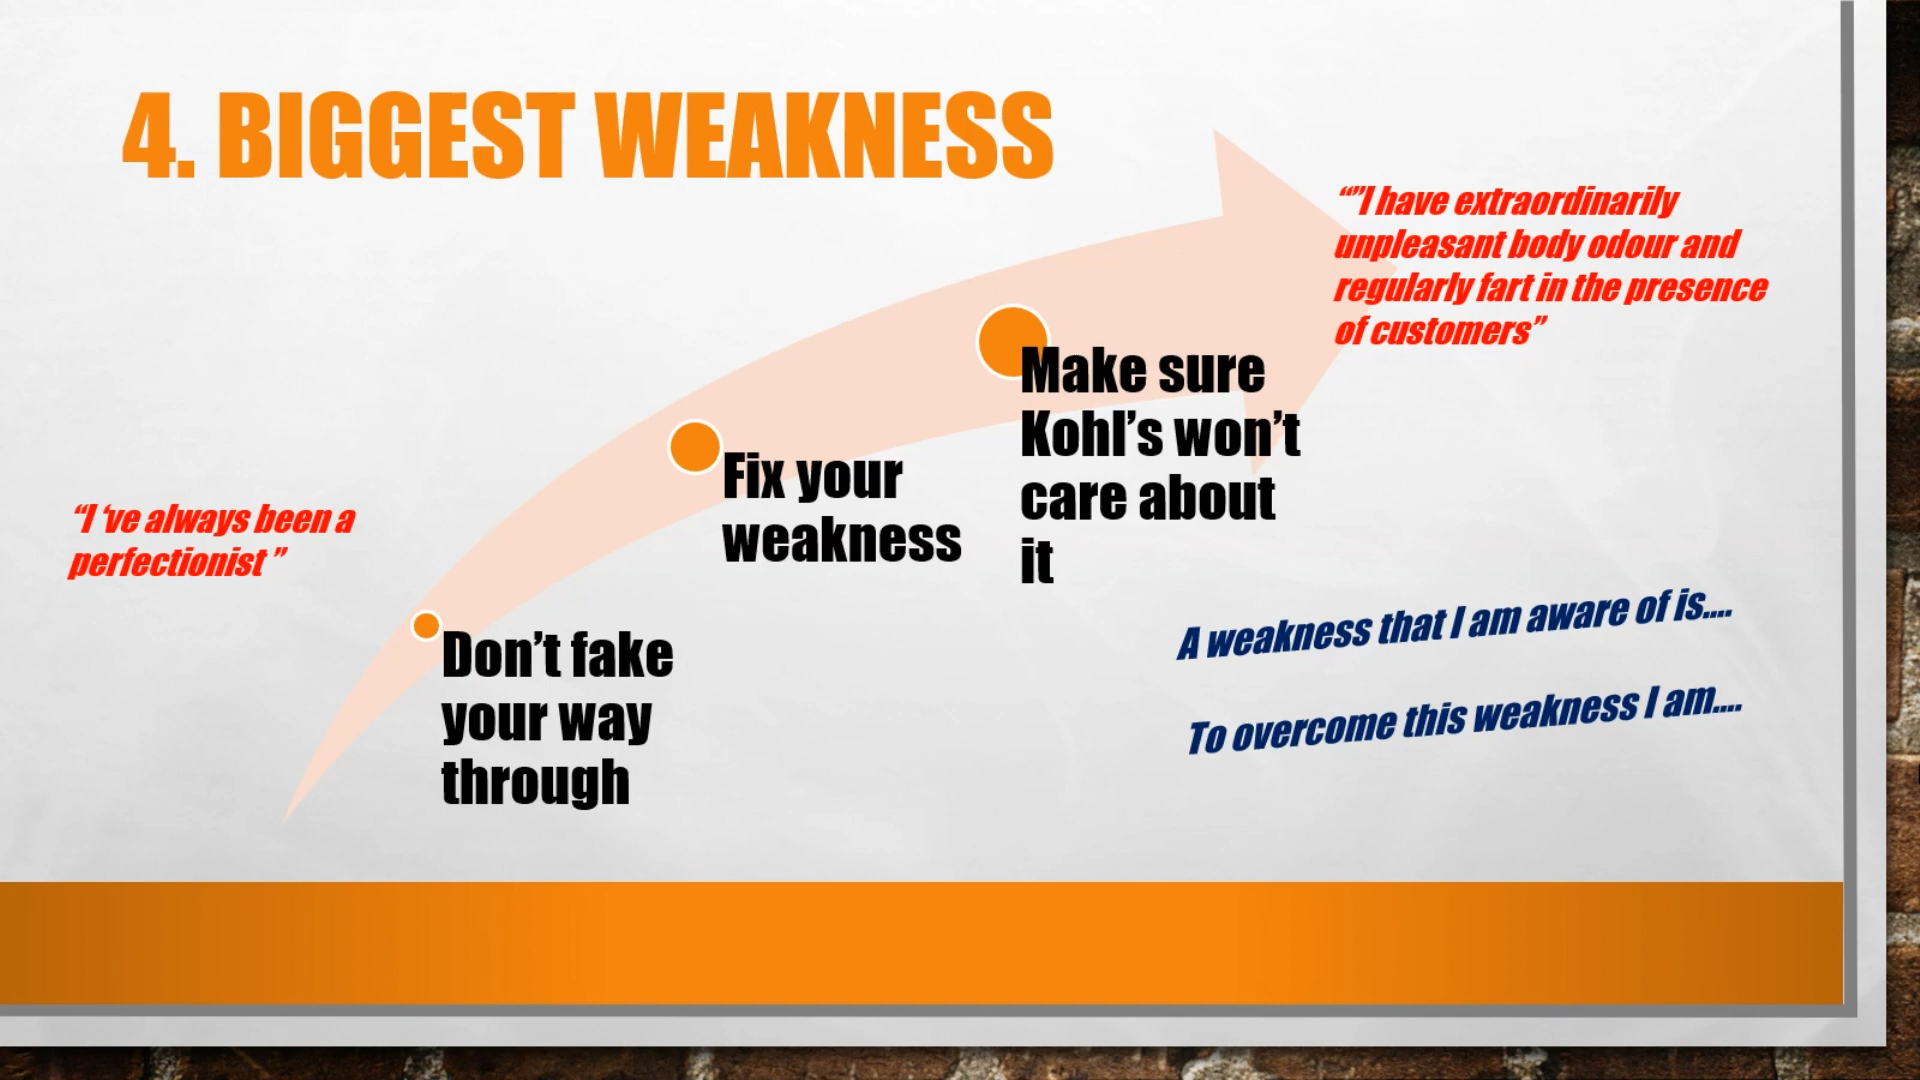 4. BIGGEST WEAKNESS
“”I have extraordinarily
unpleasant body odour and
regularly fart in the presence
of customers”
Make sure
Kohl’s won’t
care about
it
Fix your
weakness
“I ‘ve always been a
perfectionist ”
Don’t fake
your way
through
A weakness that I am aware of is....
To overcome this weakness I am....